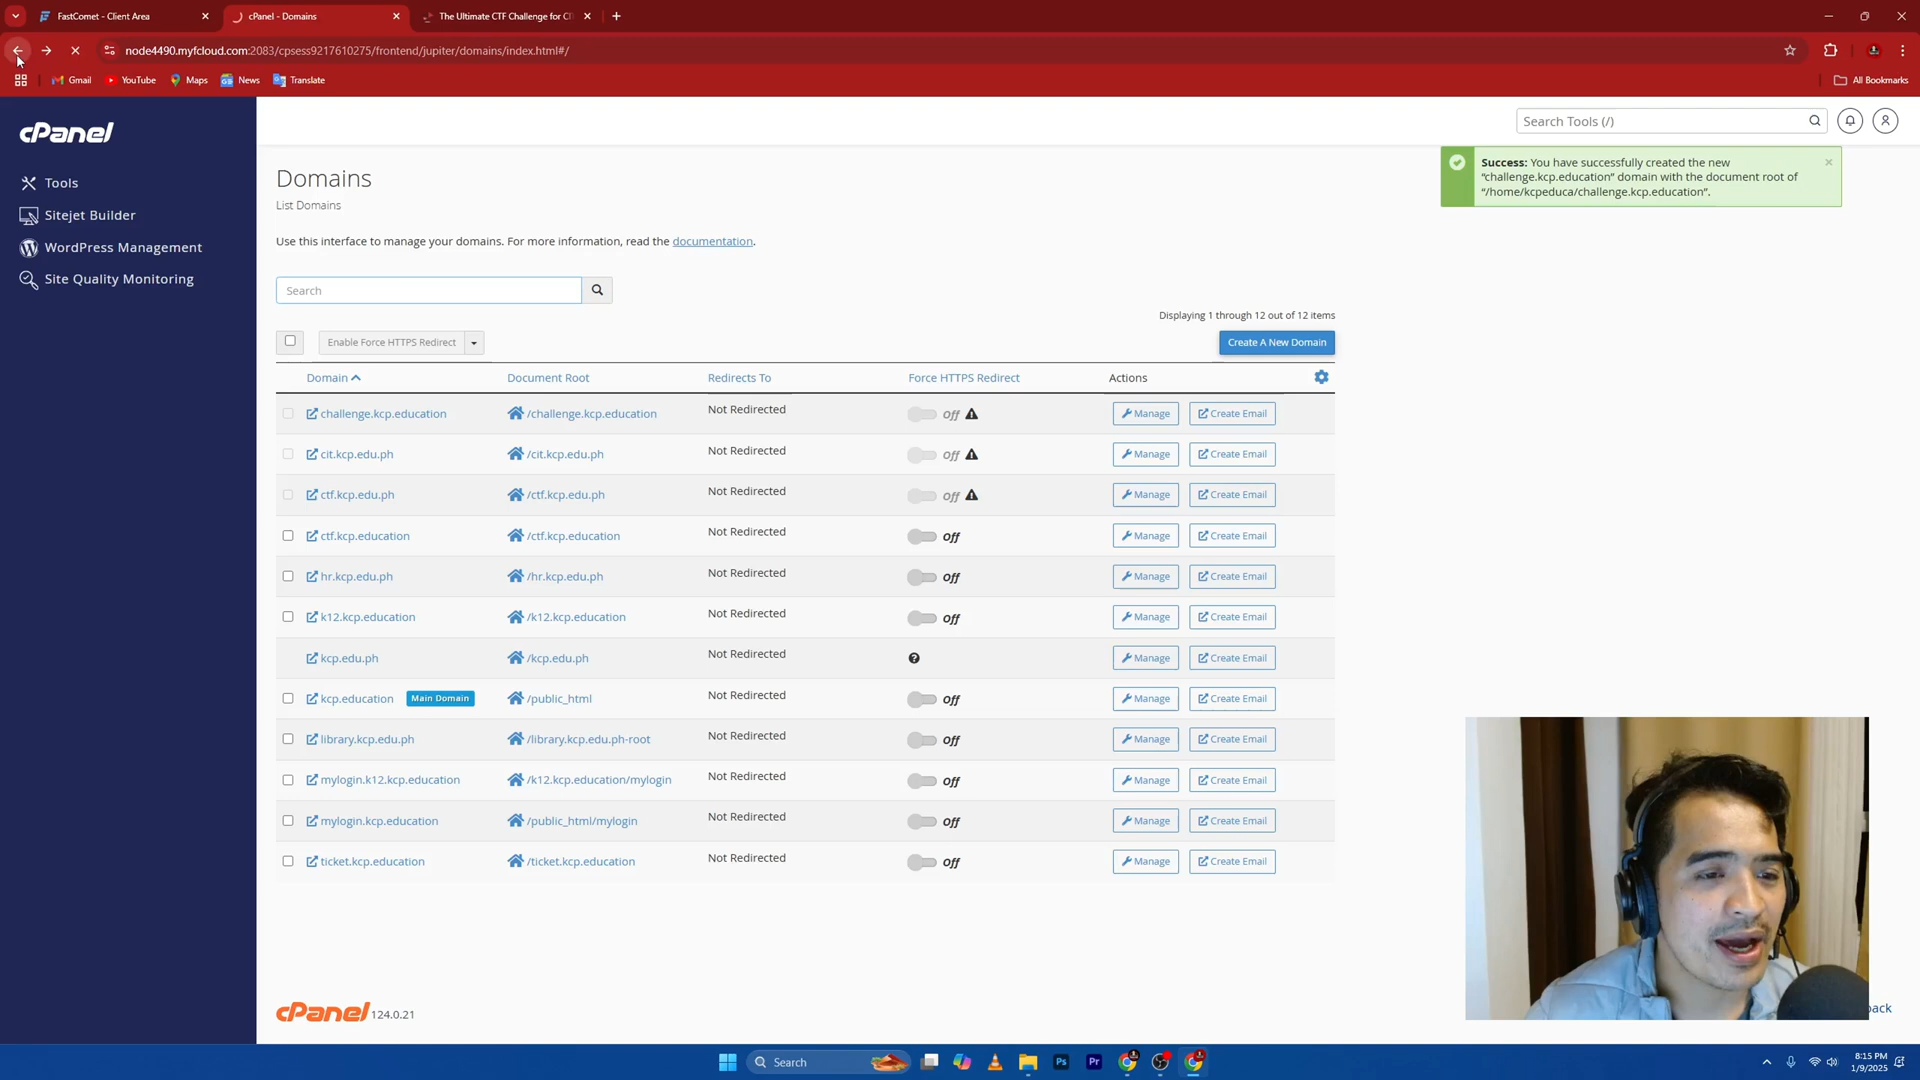 FastComet - Client Area
cPanel - Domains
The Ultimate CTF Challenge for C
node4490.myfcloud.com:2083/cpsess9217610275/frontend/jupiter/domains/index.html#/
Gmail
YouTube
Maps
News
Translate
All Bookmarks
cPanel
Search Tools (/)
Tools
Sitejet Builder
WordPress Management
Site Quality Monitoring
Success: You have successfully created the new
"challenge.kcp.education" domain with the document root of
"/home/kcpeduca/challenge.kcp.education".
Domains
List Domains
Use this interface to manage your domains. For more information, read the documentation.
Search
Displaying 1 through 12 out of 12 items
Enable Force HTTPS Redirect
Create A New Domain
Domain Document Root Redirects To Force HTTPS Redirect Actions
challenge.kcp.education /challenge.kcp.education Not Redirected Off Manage Create Email
cit.kcp.edu.ph /cit.kcp.edu.ph Not Redirected Off Manage Create Email
ctf.kcp.edu.ph /ctf.kcp.edu.ph Not Redirected Off Manage Create Email
ctf.kcp.education /ctf.kcp.education Not Redirected Off Manage Create Email
hr.kcp.edu.ph /hr.kcp.edu.ph Not Redirected Off Manage Create Email
k12.kcp.education /k12.kcp.education Not Redirected Off Manage Create Email
kcp.edu.ph /kcp.edu.ph Not Redirected Manage Create Email
kcp.education Main Domain /public_html Not Redirected Off Manage Create Email
library.kcp.edu.ph /library.kcp.edu.ph-root Not Redirected Off Manage Create Email
mylogin.k12.kcp.education /k12.kcp.education/mylogin Not Redirected Off Manage Create Email
mylogin.kcp.education /public_html/mylogin Not Redirected Off Manage Create Email
ticket.kcp.education /ticket.kcp.education Not Redirected Off Manage Create Email
cPanel 124.0.21
back
Search
Ps
Pr
8:15 PM
1/9/2025